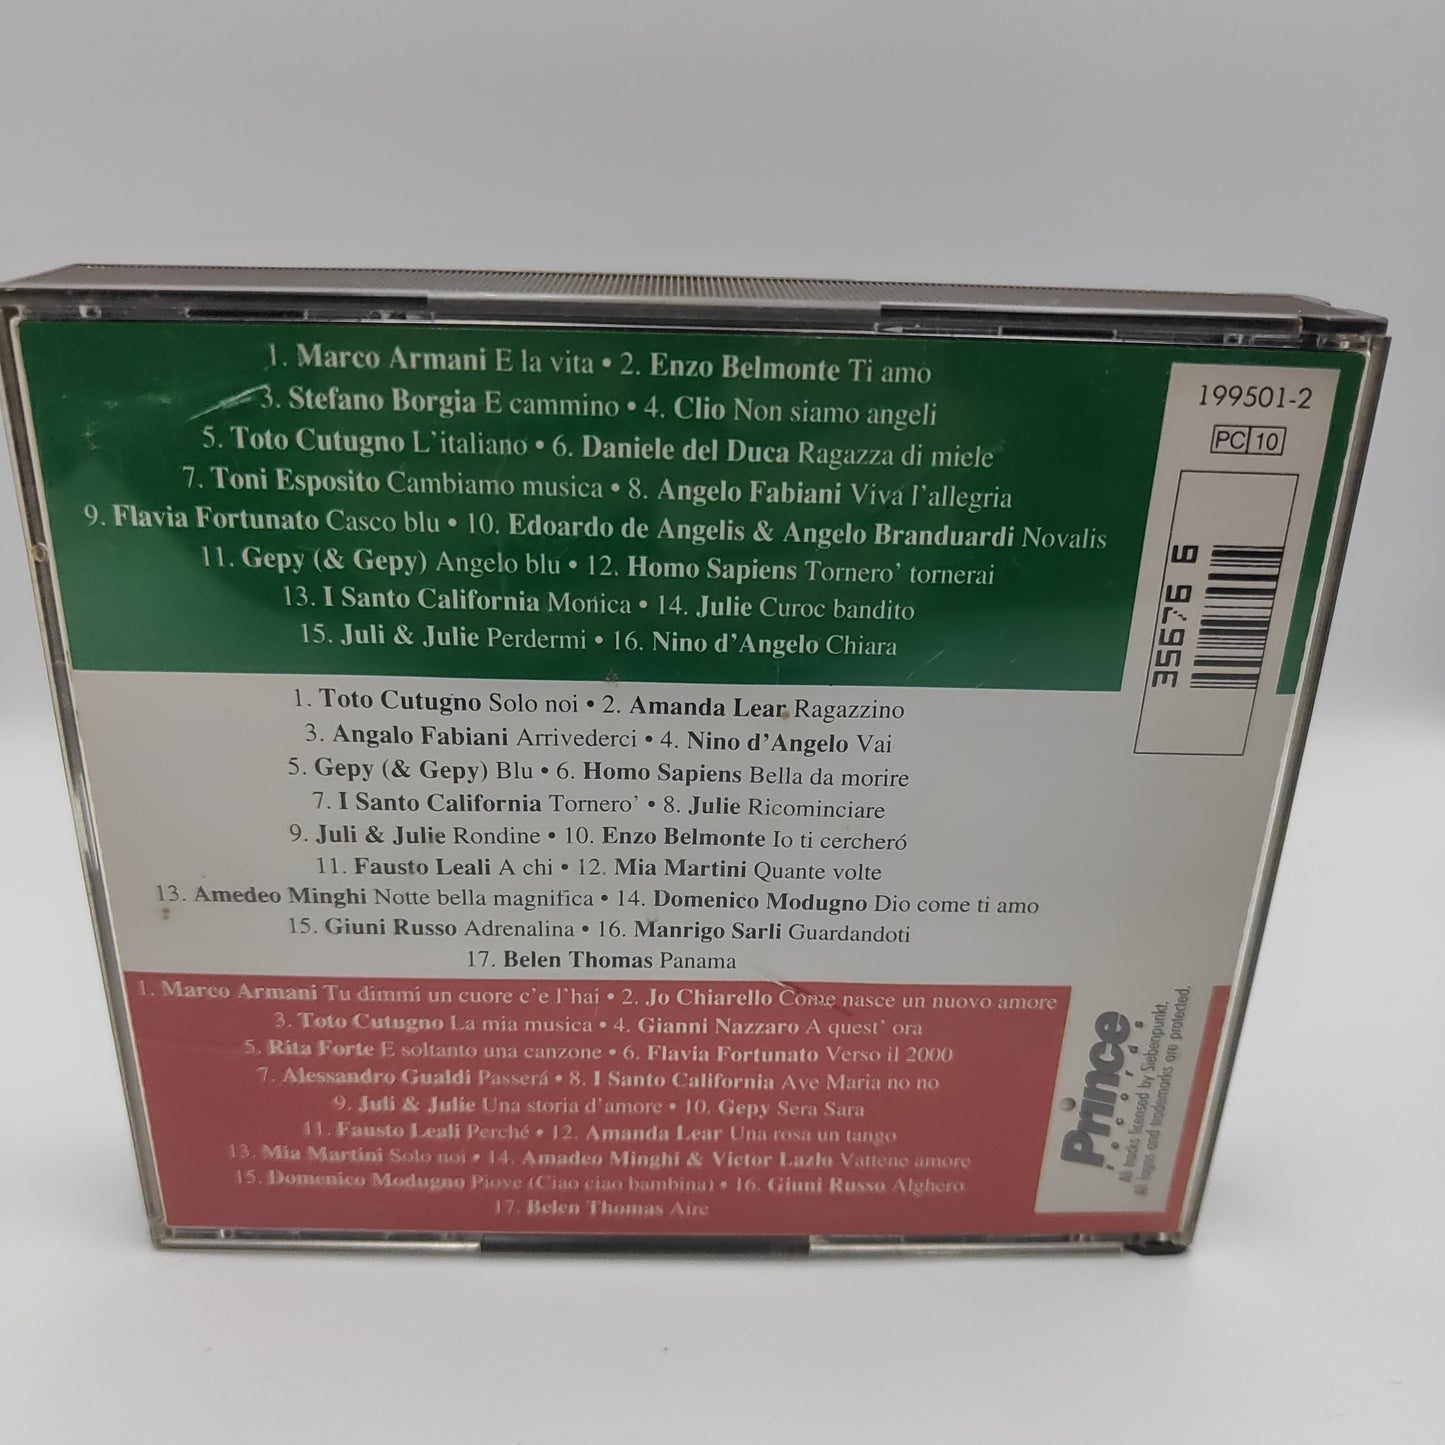 1. Marco Armani E la vita • 2. Enzo Belmonte Ti amo
3. Stefano Borgia E cammino • 4. Clio Non siamo angeli
5. Toto Cutugno L'italiano • 6. Daniele del Duca Ragazza di miele
7. Toni Esposito Cambiamo musica • 8. Angelo Fabiani Viva l'allegria
9. Flavia Fortunato Casco blu • 10. Edoardo de Angelis & Angelo Branduardi Novalis
11. Gepy (& Gepy) Angelo blu • 12. Homo Sapiens Tornero' tornerai
13. I Santo California Monica • 14. Julie Curoc bandito
15. Juli & Julie Perdermi • 16. Nino d'Angelo Chiara
199501-2
PC 10
35676 9
1. Toto Cutugno Solo noi • 2. Amanda Lear Ragazzino
3. Angalo Fabiani Arrivederci • 4. Nino d'Angelo Vai
5. Gepy (& Gepy) Blu • 6. Homo Sapiens Bella da morire
7. I Santo California Tornero' • 8. Julie Ricominciare
9. Juli & Julie Rondine • 10. Enzo Belmonte Io ti cercheró
11. Fausto Leali A chi • 12. Mia Martini Quante volte
13. Amedeo Minghi Notte bella magnifica • 14. Domenico Modugno Dio come ti amo
15. Giuni Russo Adrenalina • 16. Manrigo Sarli Guardandoti
17. Belen Thomas Panama
1. Marco Armani Tu dimmi un cuore c'e l'hai • 2. Jo Chiarello Come nasce un nuovo amore
3. Toto Cutugno La mia musica • 4. Gianni Nazzaro A quest' ora
5. Rita Forte E soltanto una canzone • 6. Flavia Fortunato Verso il 2000
7. Alessandro Gualdi Passerá • 8. I Santo California Ave Maria no no
9. Juli & Julie Una storia d'amore • 10. Gepy Sera Sara
11. Fausto Leali Perché • 12. Amanda Lear Una rosa un tango
13. Mia Martini Solo noi • 14. Amadeo Minghi & Victor Lazlo Vattene amore
15. Domenico Modugno Piove (Ciao ciao bambina) • 16. Giuni Russo Alghero
17. Belen Thomas Aire
Prince
records
All tracks licensed by Siebenpunkt.
All logos and trademarks are protected.